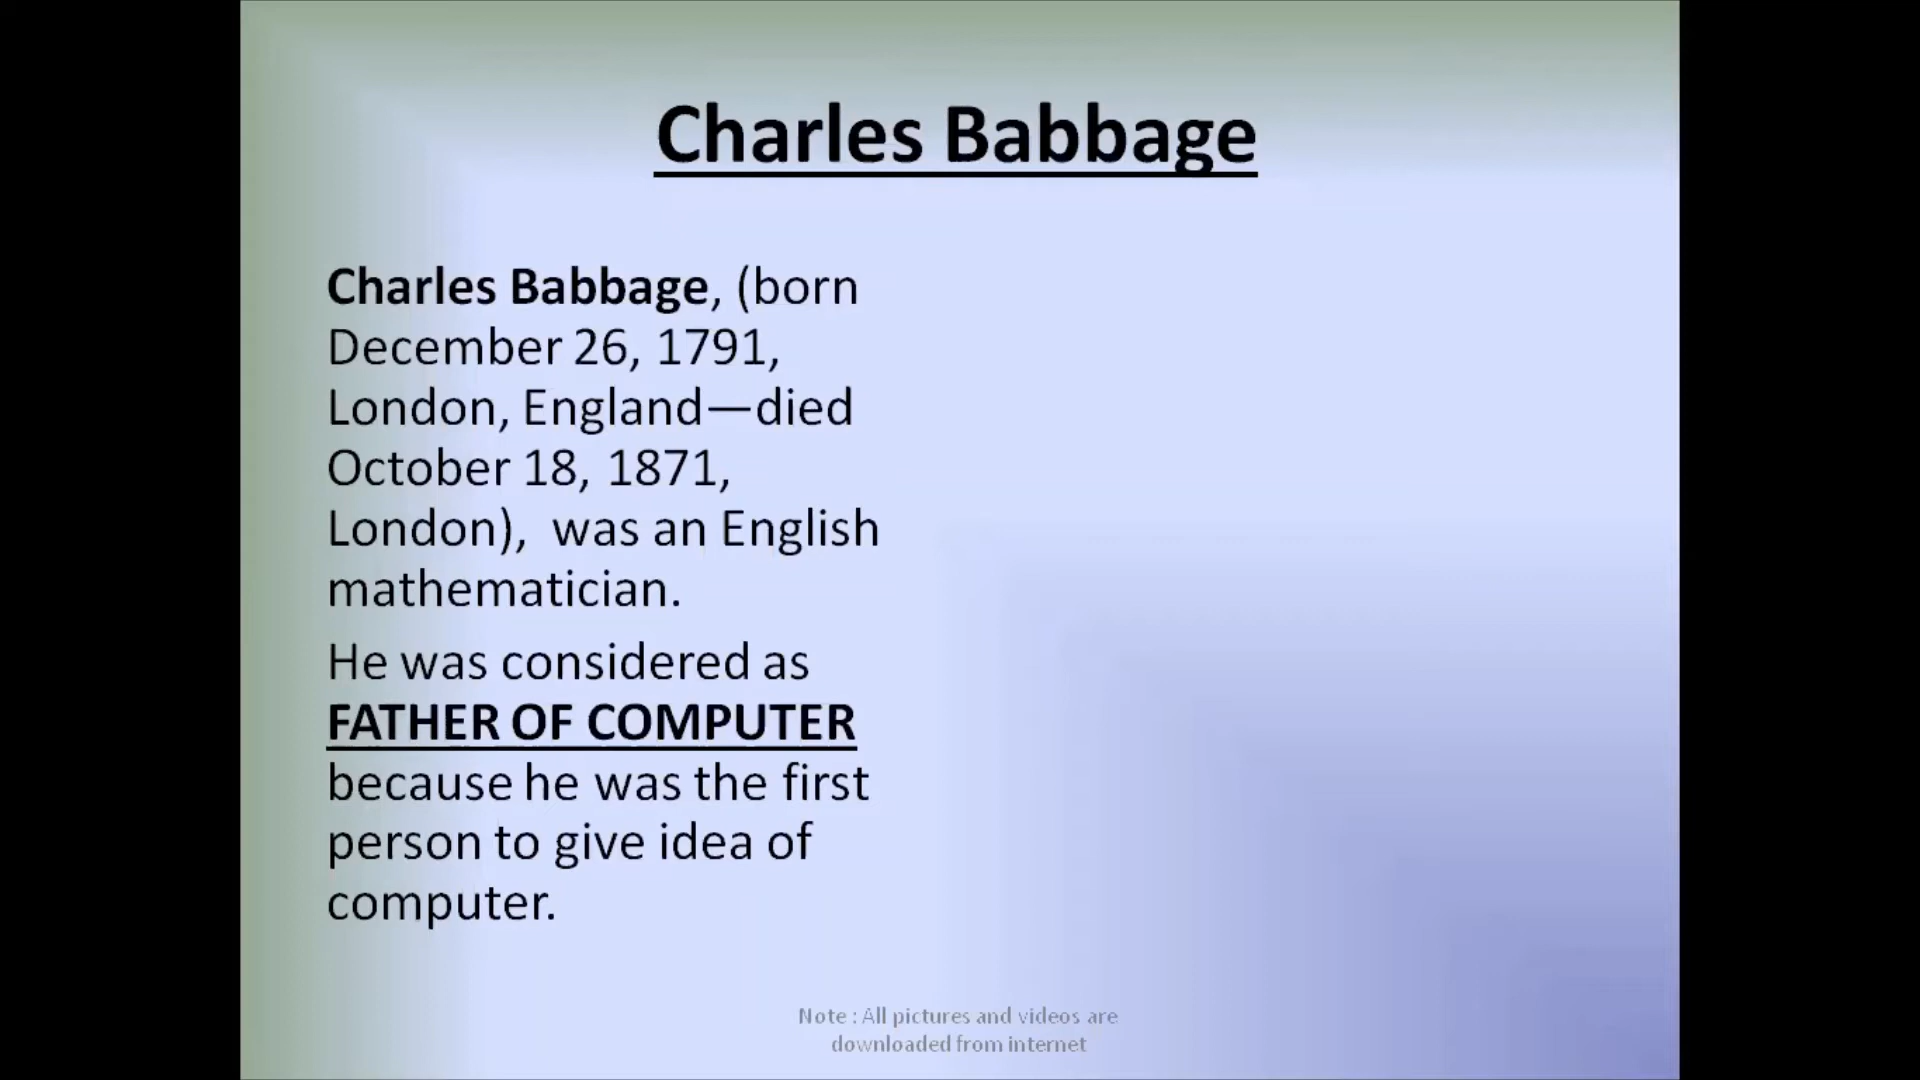 Charles Babbage
Charles Babbage, (born
December 26, 1791,
London, England—died
October 18, 1871,
London),  was an English
mathematician.
He was considered as
FATHER OF COMPUTER
because he was the first
person to give idea of
computer.
Note : All pictures and videos are
downloaded from internet